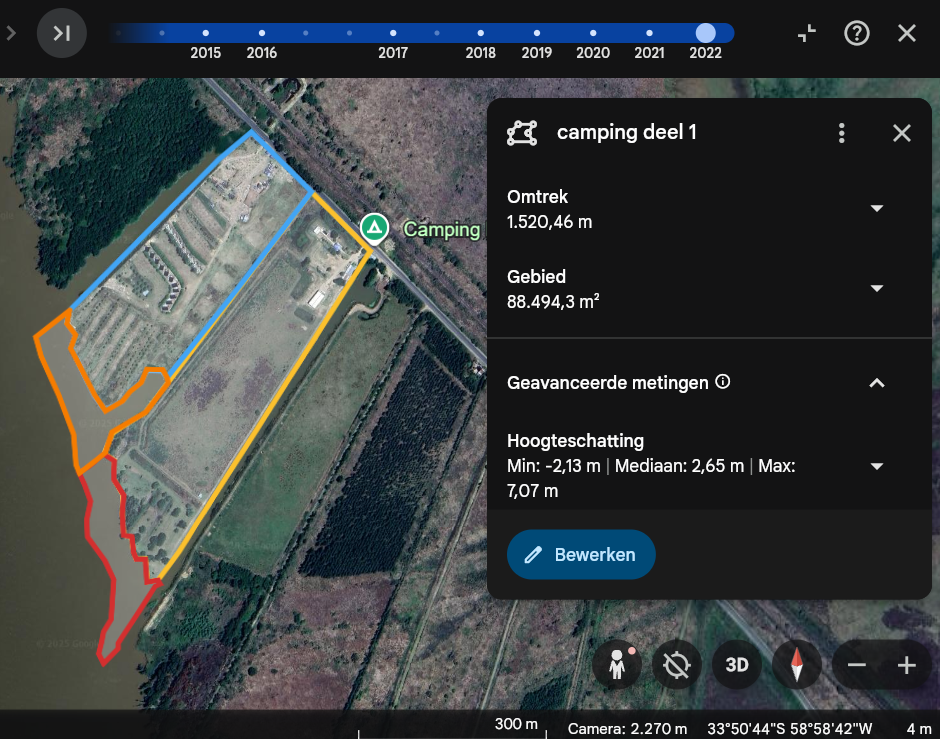 2015 2016 2017 2018 2019 2020 2021 2022
camping deel 1
Omtrek
1.520,46 m
Gebied
88.494,3 m²
Geavanceerde metingen
Hoogteschatting
Min: -2,13 m | Mediaan: 2,65 m | Max:
7,07 m
Bewerken
Camping
© 2025 Google
3D
300 m
Camera: 2.270 m 33°50'44"S 58°58'42"W 4 m